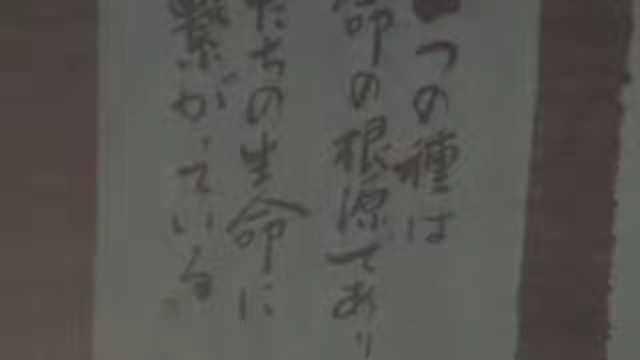 一つの種は
命の根源であり
たちの生命に
繋がっている